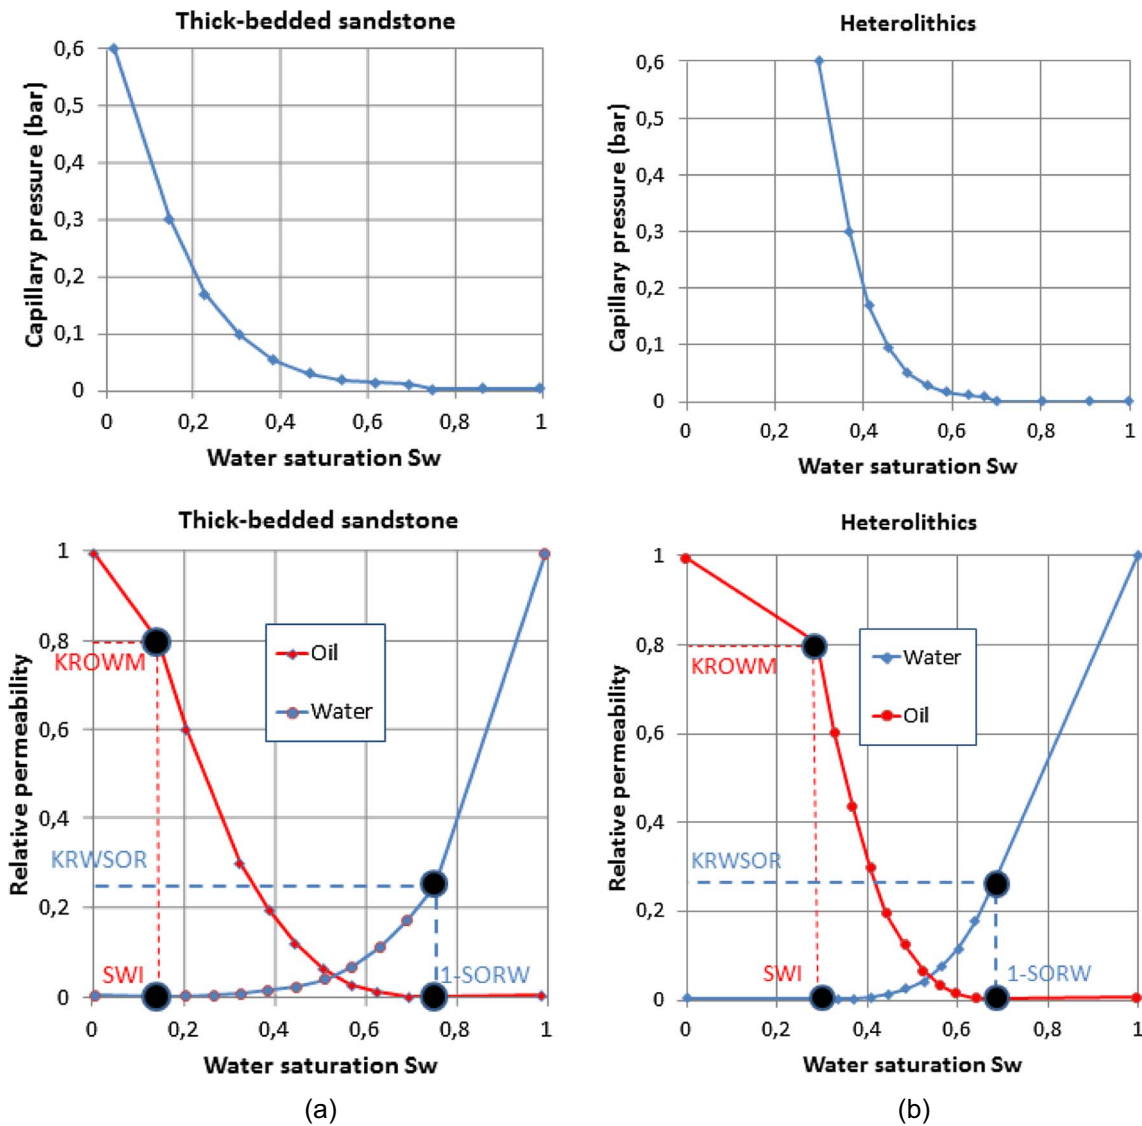 Thick-bedded sandstone
Capillary pressure (bar)
0,6
0,5
0,4
0,3
0,2
0,1
0
0 0,2 0,4 0,6 0,8 1
Water saturation Sw
Heterolithics
Capillary pressure (bar)
0,6
0,5
0,4
0,3
0,2
0,1
0
0 0,2 0,4 0,6 0,8 1
Water saturation Sw
Thick-bedded sandstone
Relative permeability
1
0,8
0,6
0,4
0,2
0
KROWM
KRWSOR
SWI
1-SORW
Oil
Water
0 0,2 0,4 0,6 0,8 1
Water saturation Sw
(a)
Heterolithics
Relative permeability
1
0,8
0,6
0,4
0,2
0
KROWM
KRWSOR
SWI
1-SORW
Water
Oil
0 0,2 0,4 0,6 0,8 1
Water saturation Sw
(b)